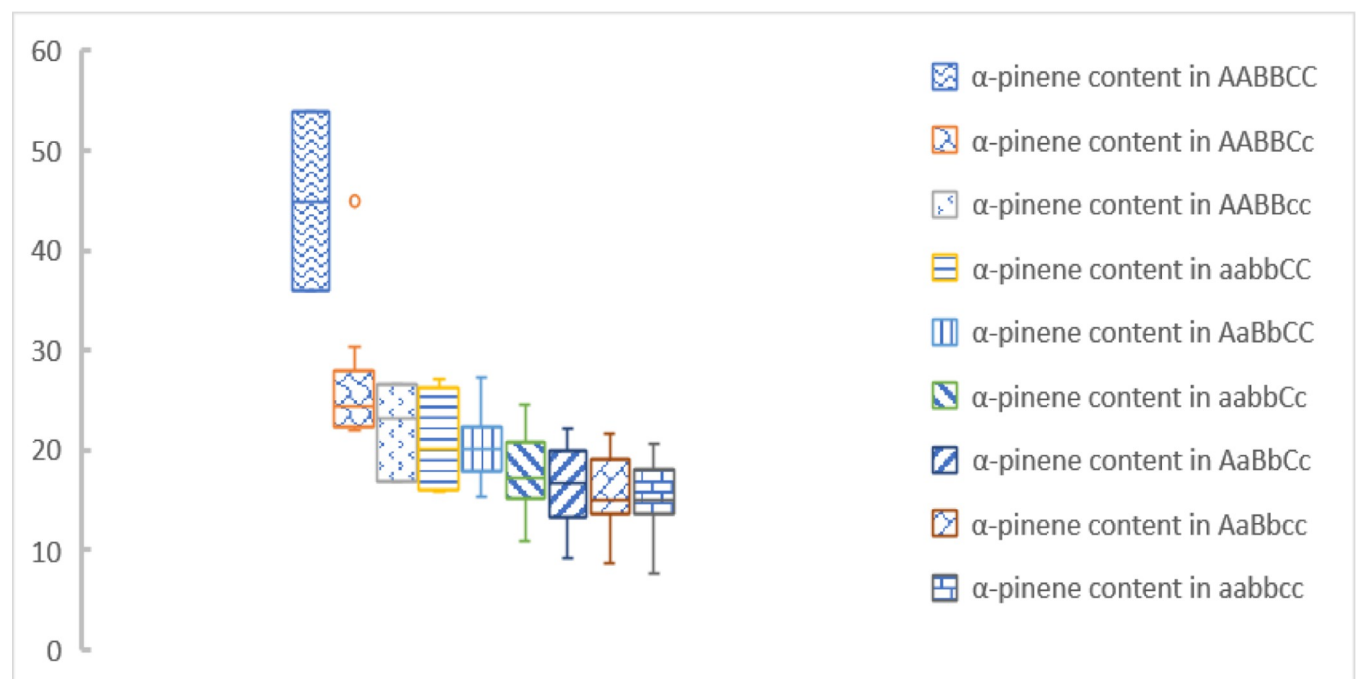 60
50
40
30
20
10
0
α-pinene content in AABBCC
α-pinene content in AABBCc
α-pinene content in AABBcc
α-pinene content in aabbCC
α-pinene content in AaBbCC
α-pinene content in aabbCc
α-pinene content in AaBbCc
α-pinene content in AaBbcc
α-pinene content in aabbcc